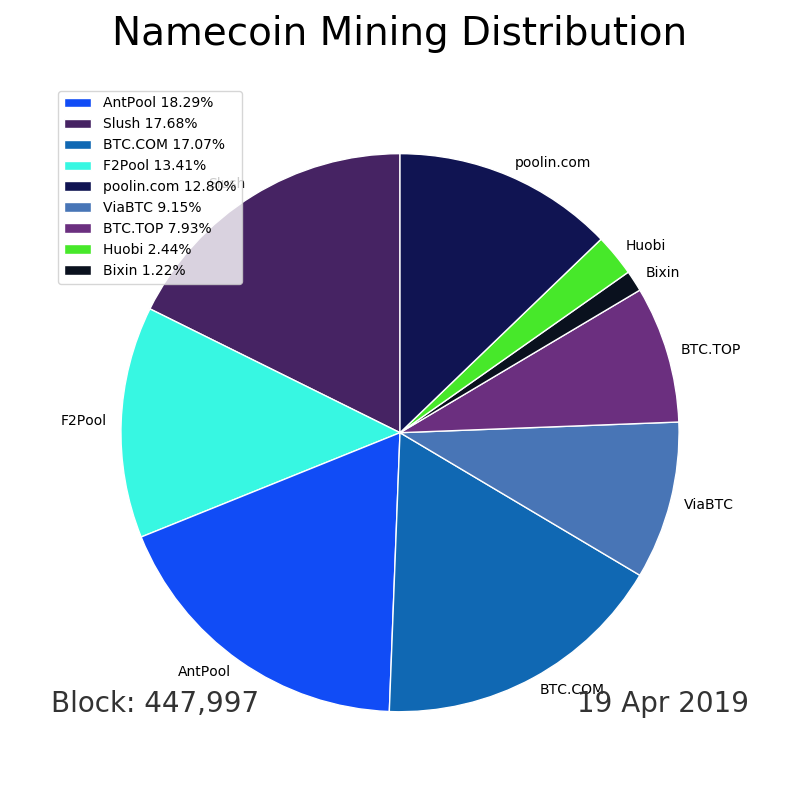 Namecoin Mining Distribution
AntPool 18.29%
Slush 17.68%
BTC.COM 17.07%
F2Pool 13.41%
poolin.com 12.80%
ViaBTC 9.15%
BTC.TOP 7.93%
Huobi 2.44%
Bixin 1.22%
poolin.com
Slush
Huobi
Bixin
BTC.TOP
F2Pool
ViaBTC
AntPool
BTC.COM
Block: 447,997
19 Apr 2019